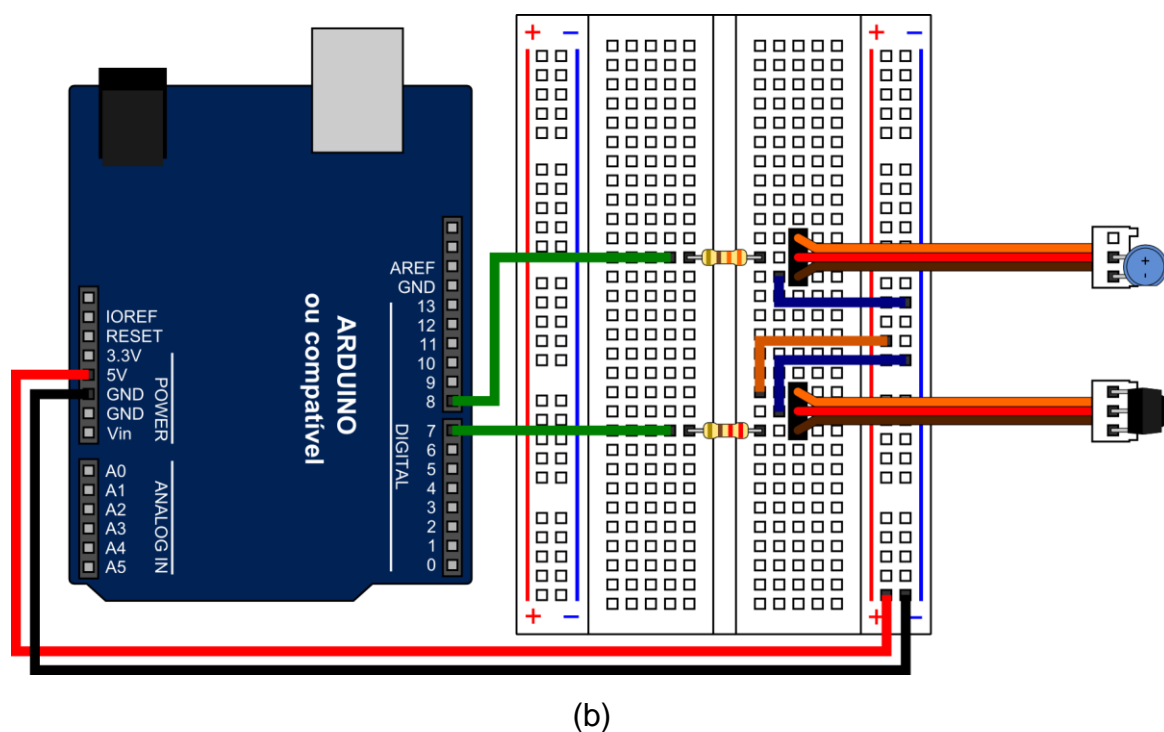 + − + −
AREF
GND
13
12
11
10
9
8
7
6
5
4
3
2
1
0
DIGITAL
ARDUINO
ou compatível
IOREF
RESET
3.3V
5V
GND
GND
Vin
POWER
A0
A1
A2
A3
A4
A5
ANALOG IN
+
-
+ − + −
(b)